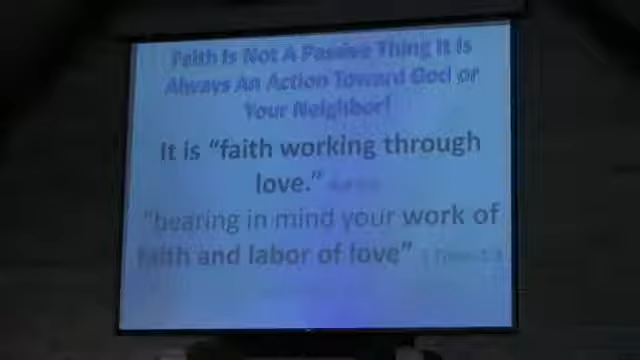 Faith Is Not A Passive Thing It Is
Always An Action Toward God or
Your Neighbor!
It is “faith working through
love.”
“bearing in mind your work of
faith and labor of love”